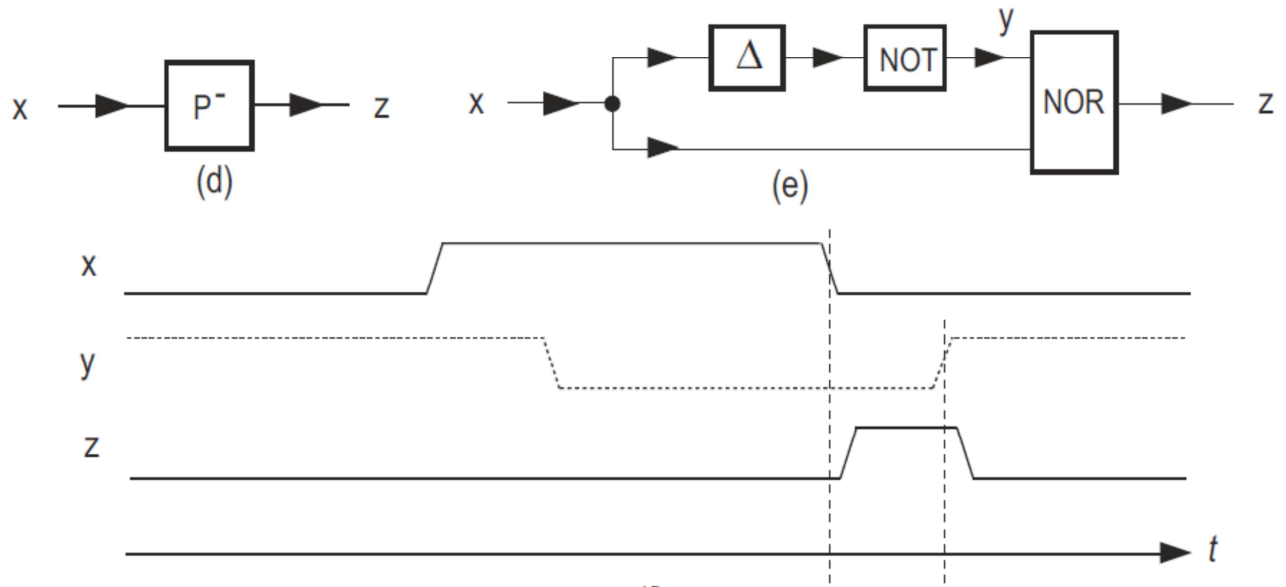 x P⁻ z
(d)
x Δ NOT y NOR z
(e)
x
y
z
t